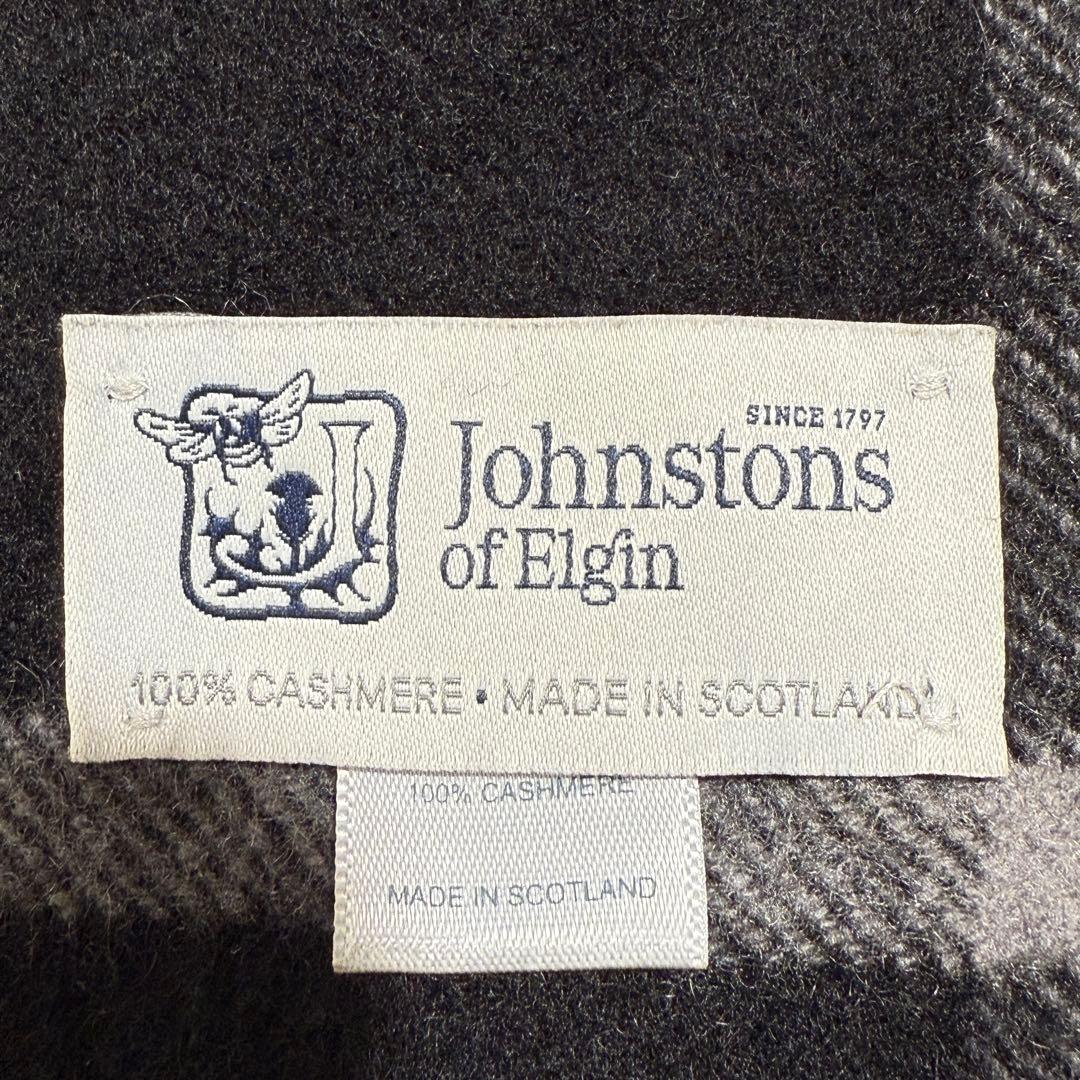 SINCE 1797
Johnstons
of Elgin
100% CASHMERE • MADE IN SCOTLAND
100% CASHMERE
MADE IN SCOTLAND